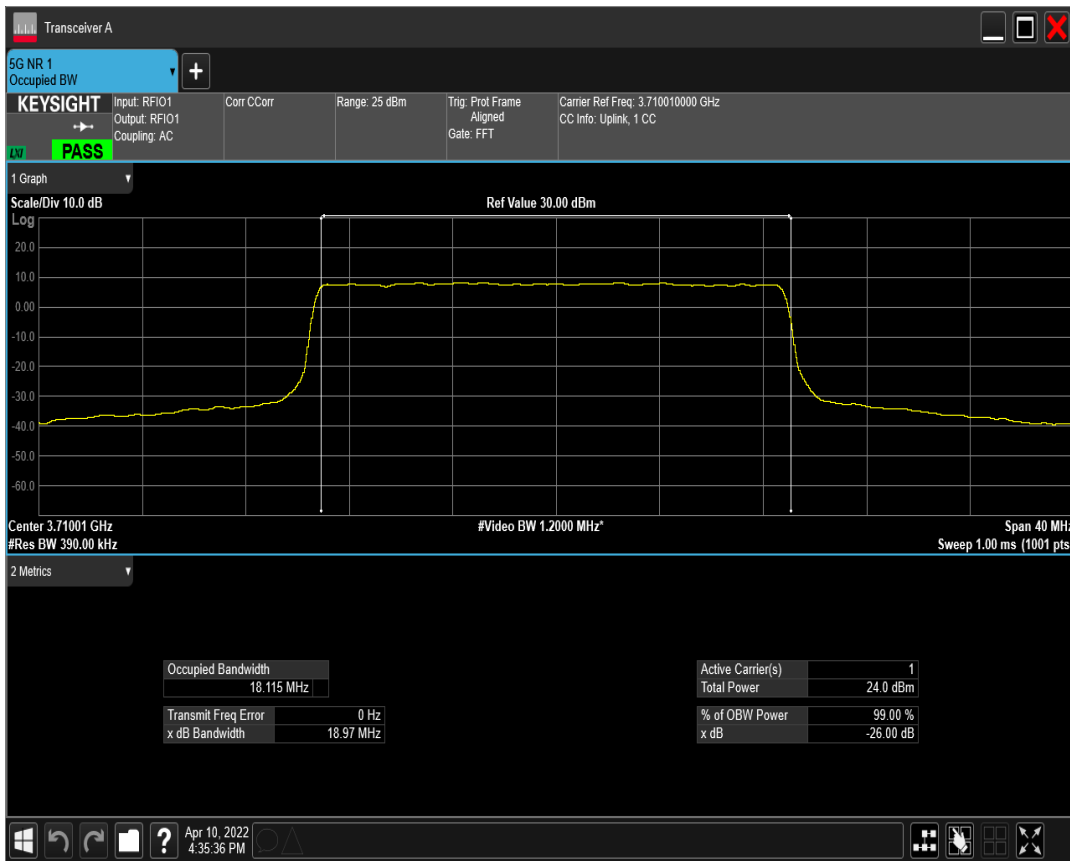 Transceiver A
5G NR 1
Occupied BW
+
KEYSIGHT
LXI
PASS
Input: RFIO1
Output: RFIO1
Coupling: AC
Corr CCorr
Range: 25 dBm
Trig: Prot Frame
Aligned
Gate: FFT
Carrier Ref Freq: 3.710010000 GHz
CC Info: Uplink, 1 CC
1 Graph
Scale/Div 10.0 dB
Ref Value 30.00 dBm
Log
20.0
10.0
0.00
-10.0
-20.0
-30.0
-40.0
-50.0
-60.0
Center 3.71001 GHz
#Video BW 1.2000 MHz*
Span 40 MHz
#Res BW 390.00 kHz
Sweep 1.00 ms (1001 pts
2 Metrics
Occupied Bandwidth
18.115 MHz
Transmit Freq Error 0 Hz
x dB Bandwidth 18.97 MHz
Active Carrier(s) 1
Total Power 24.0 dBm
% of OBW Power 99.00 %
x dB -26.00 dB
?
Apr 10, 2022
4:35:36 PM